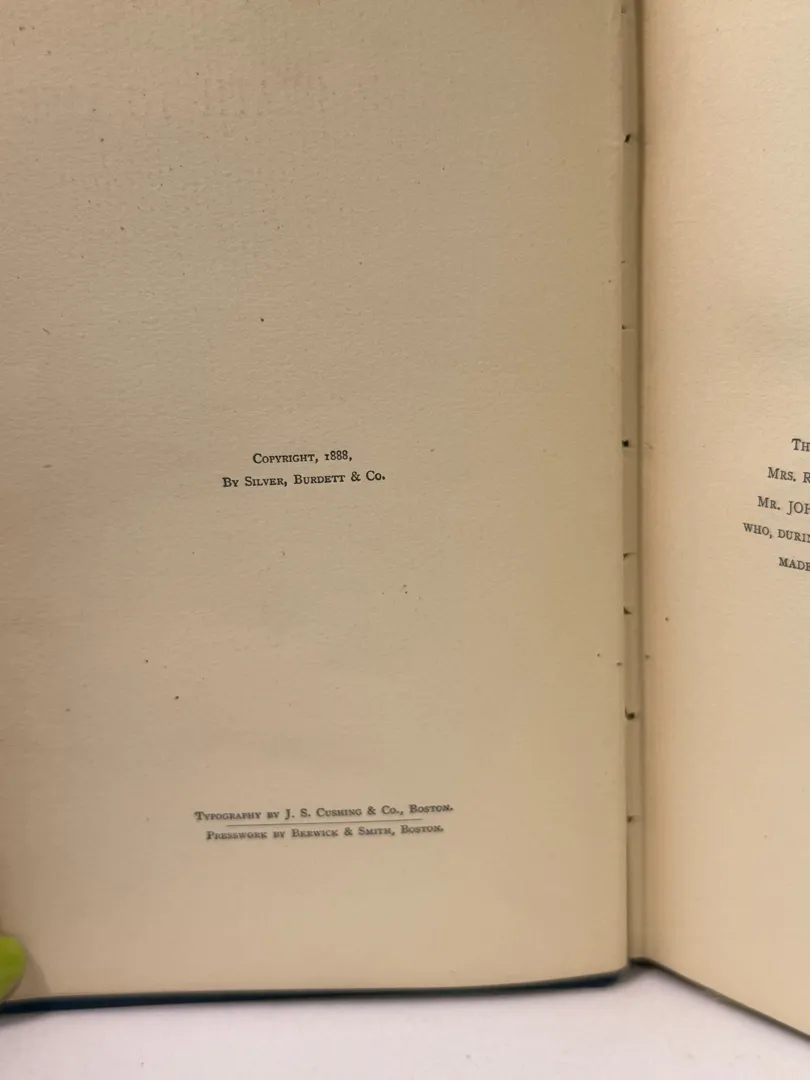 Copyright, 1888,
By Silver, Burdett & Co.
Typography by J. S. Cushing & Co., Boston.
Presswork by Berwick & Smith, Boston.
Th
Mrs. R
Mr. Joh
who, durin
made